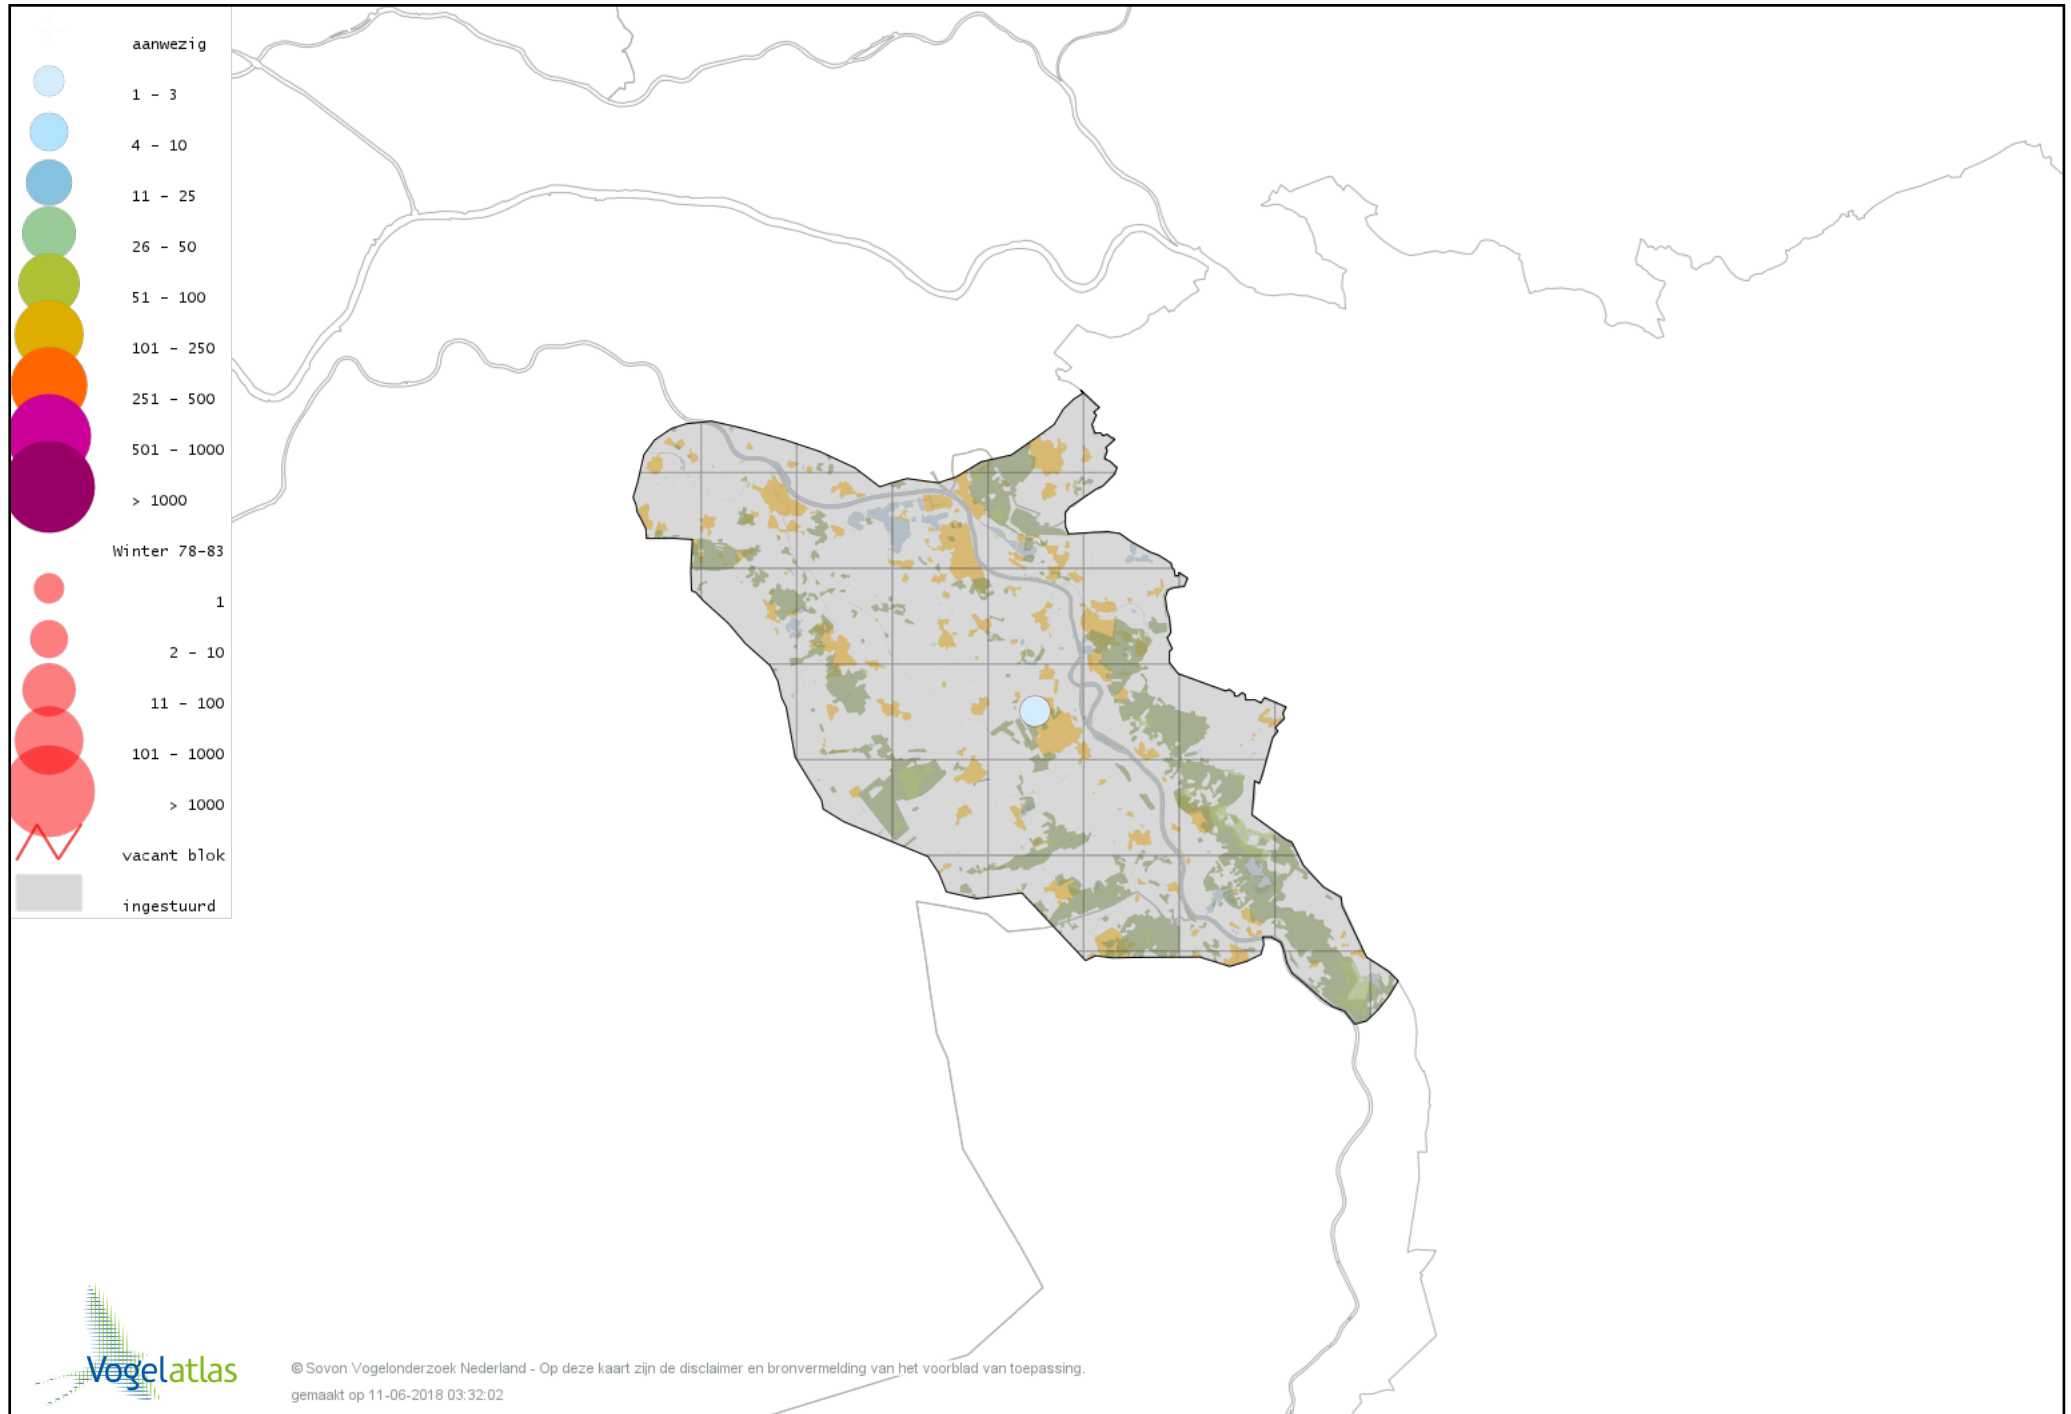 aanwezig
1 - 3
4 - 10
11 - 25
26 - 50
51 - 100
101 - 250
251 - 500
501 - 1000
> 1000
Winter 78-83
1
2 - 10
11 - 100
101 - 1000
> 1000
vacant blok
ingestuurd
Vogelatlas
© Sovon Vogelonderzoek Nederland - Op deze kaart zijn de disclaimer en bronvermelding van het voorblad van toepassing.
gemaakt op 11-06-2018 03:32:02